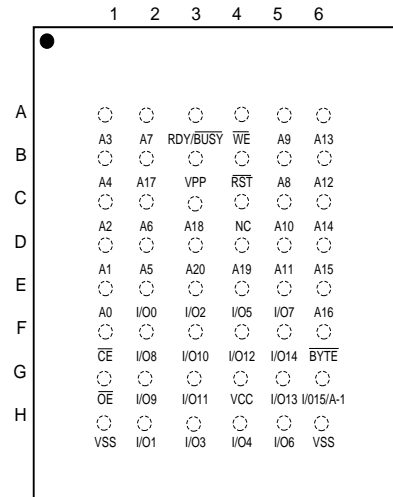 1 2 3 4 5 6
A
A3 A7 RDY/BUSY WE A9 A13
B
A4 A17 VPP RST A8 A12
C
A2 A6 A18 NC A10 A14
D
A1 A5 A20 A19 A11 A15
E
A0 I/O0 I/O2 I/O5 I/O7 A16
F
CE I/O8 I/O10 I/O12 I/O14 BYTE
G
OE I/O9 I/O11 VCC I/O13 I/015/A-1
H
VSS I/O1 I/O3 I/O4 I/O6 VSS